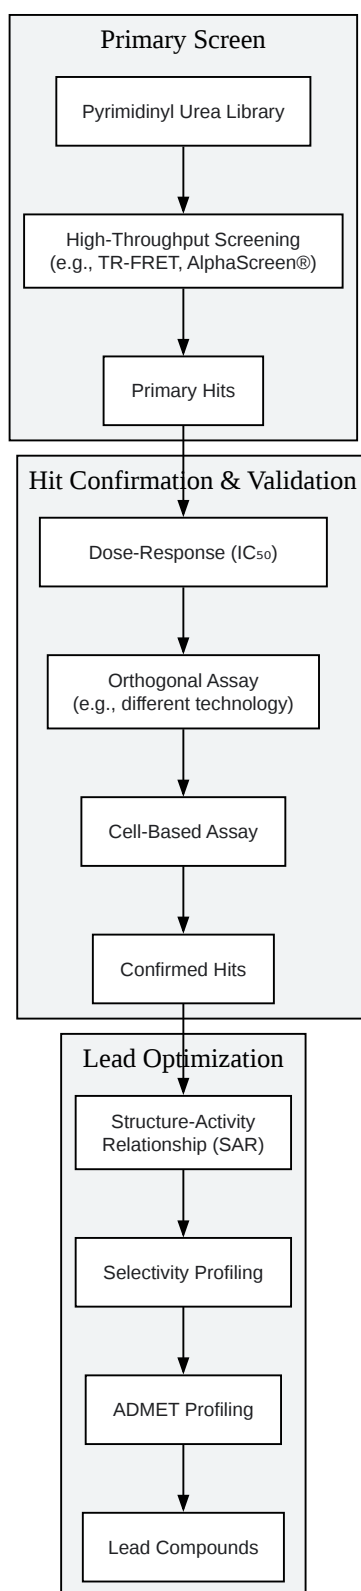 Primary Screen
Pyrimidinyl Urea Library
High-Throughput Screening
(e.g., TR-FRET, AlphaScreen®)
Primary Hits
Hit Confirmation & Validation
Dose-Response (IC₅₀)
Orthogonal Assay
(e.g., different technology)
Cell-Based Assay
Confirmed Hits
Lead Optimization
Structure-Activity
Relationship (SAR)
Selectivity Profiling
ADMET Profiling
Lead Compounds